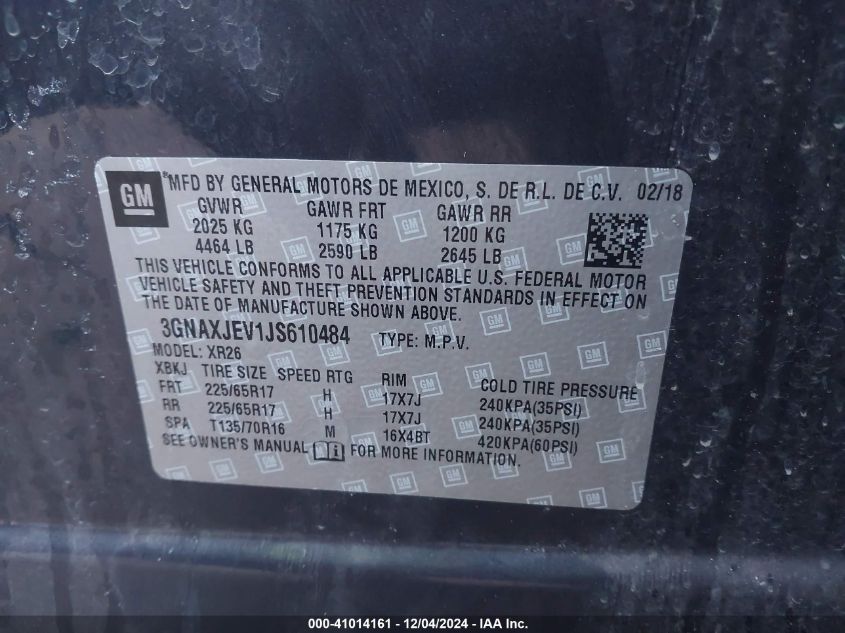 GM
®MFD BY GENERAL MOTORS DE MEXICO, S. DE R.L. DE C.V. 02/18
GVWR GAWR FRT GAWR RR
2025 KG 1175 KG 1200 KG
4464 LB 2590 LB 2645 LB
THIS VEHICLE CONFORMS TO ALL APPLICABLE U.S. FEDERAL MOTOR
VEHICLE SAFETY AND THEFT PREVENTION STANDARDS IN EFFECT ON
THE DATE OF MANUFACTURE SHOWN ABOVE.
3GNAXJEV1JS610484 TYPE: M.P.V.
MODEL: XR26
XBKJ TIRE SIZE SPEED RTG RIM COLD TIRE PRESSURE
FRT 225/65R17 H 17X7J 240KPA(35PSI)
RR 225/65R17 H 17X7J 240KPA(35PSI)
SPA T135/70R16 M 16X4BT 420KPA(60PSI)
SEE OWNER'S MANUAL FOR MORE INFORMATION.
000-41014161 - 12/04/2024 - IAA Inc.